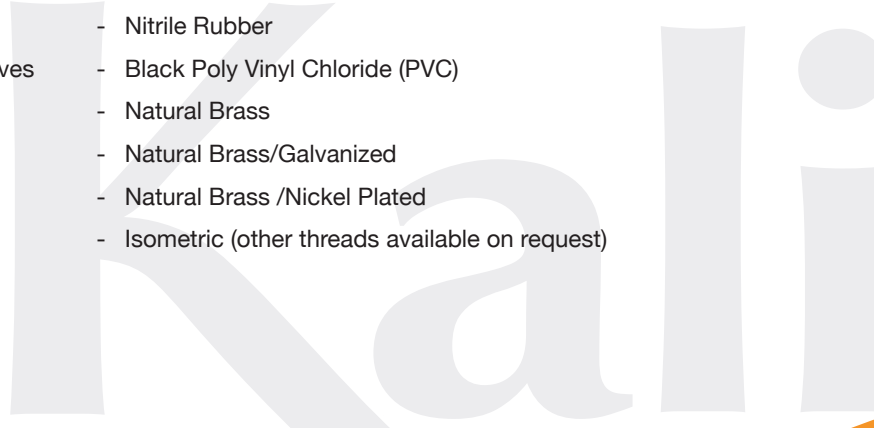 - Nitrile Rubber
ves - Black Poly Vinyl Chloride (PVC)
- Natural Brass
- Natural Brass/Galvanized
- Natural Brass /Nickel Plated
- Isometric (other threads available on request)
Kali